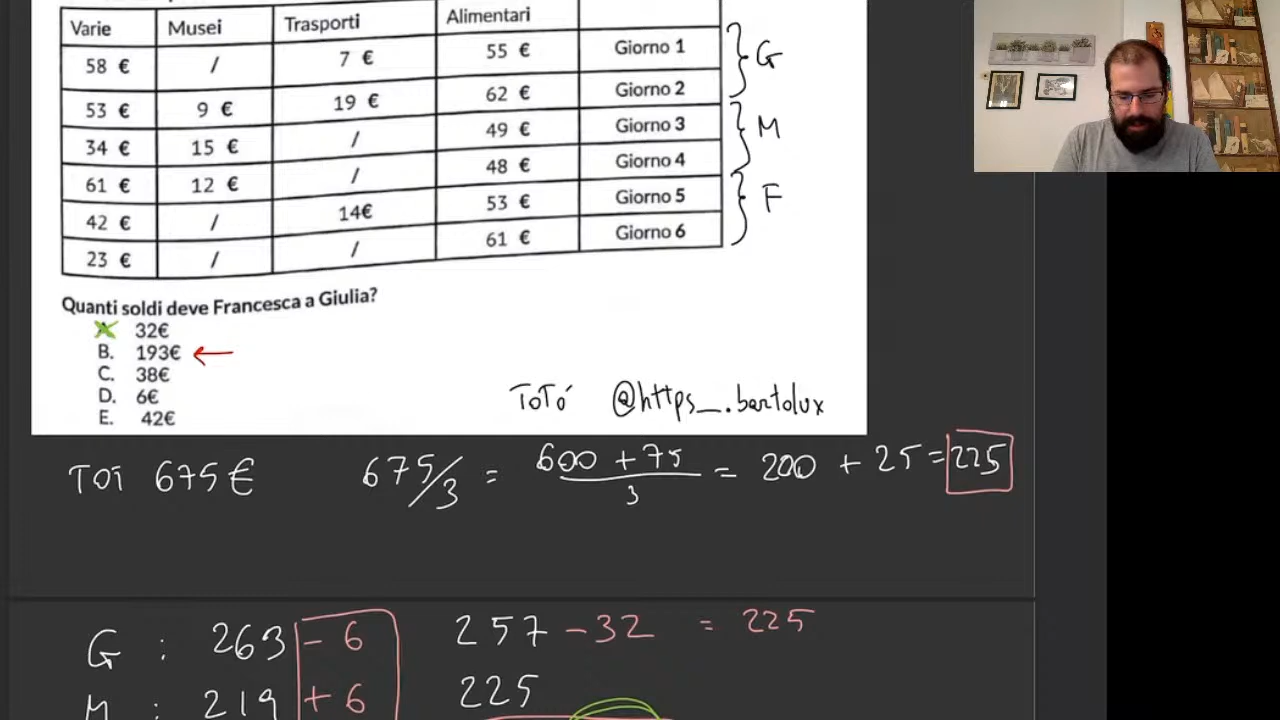 Varie Musei Trasporti Alimentari
58 € / 7 € 55 € Giorno 1
53 € 9 € 19 € 62 € Giorno 2
34 € 15 € / 49 € Giorno 3
61 € 12 € / 48 € Giorno 4
42 € / 14€ 53 € Giorno 5
23 € / / 61 € Giorno 6
G
M
F
Quanti soldi deve Francesca a Giulia?
32€
B. 193€ ←
C. 38€
D. 6€
E. 42€
TOTÓ @https_.bartolux
TOT 675€ 675/3 = 600 + 75 / 3 = 200 + 25 = 225
G : 263 - 6 257 - 32 = 225
M : 219 + 6 225